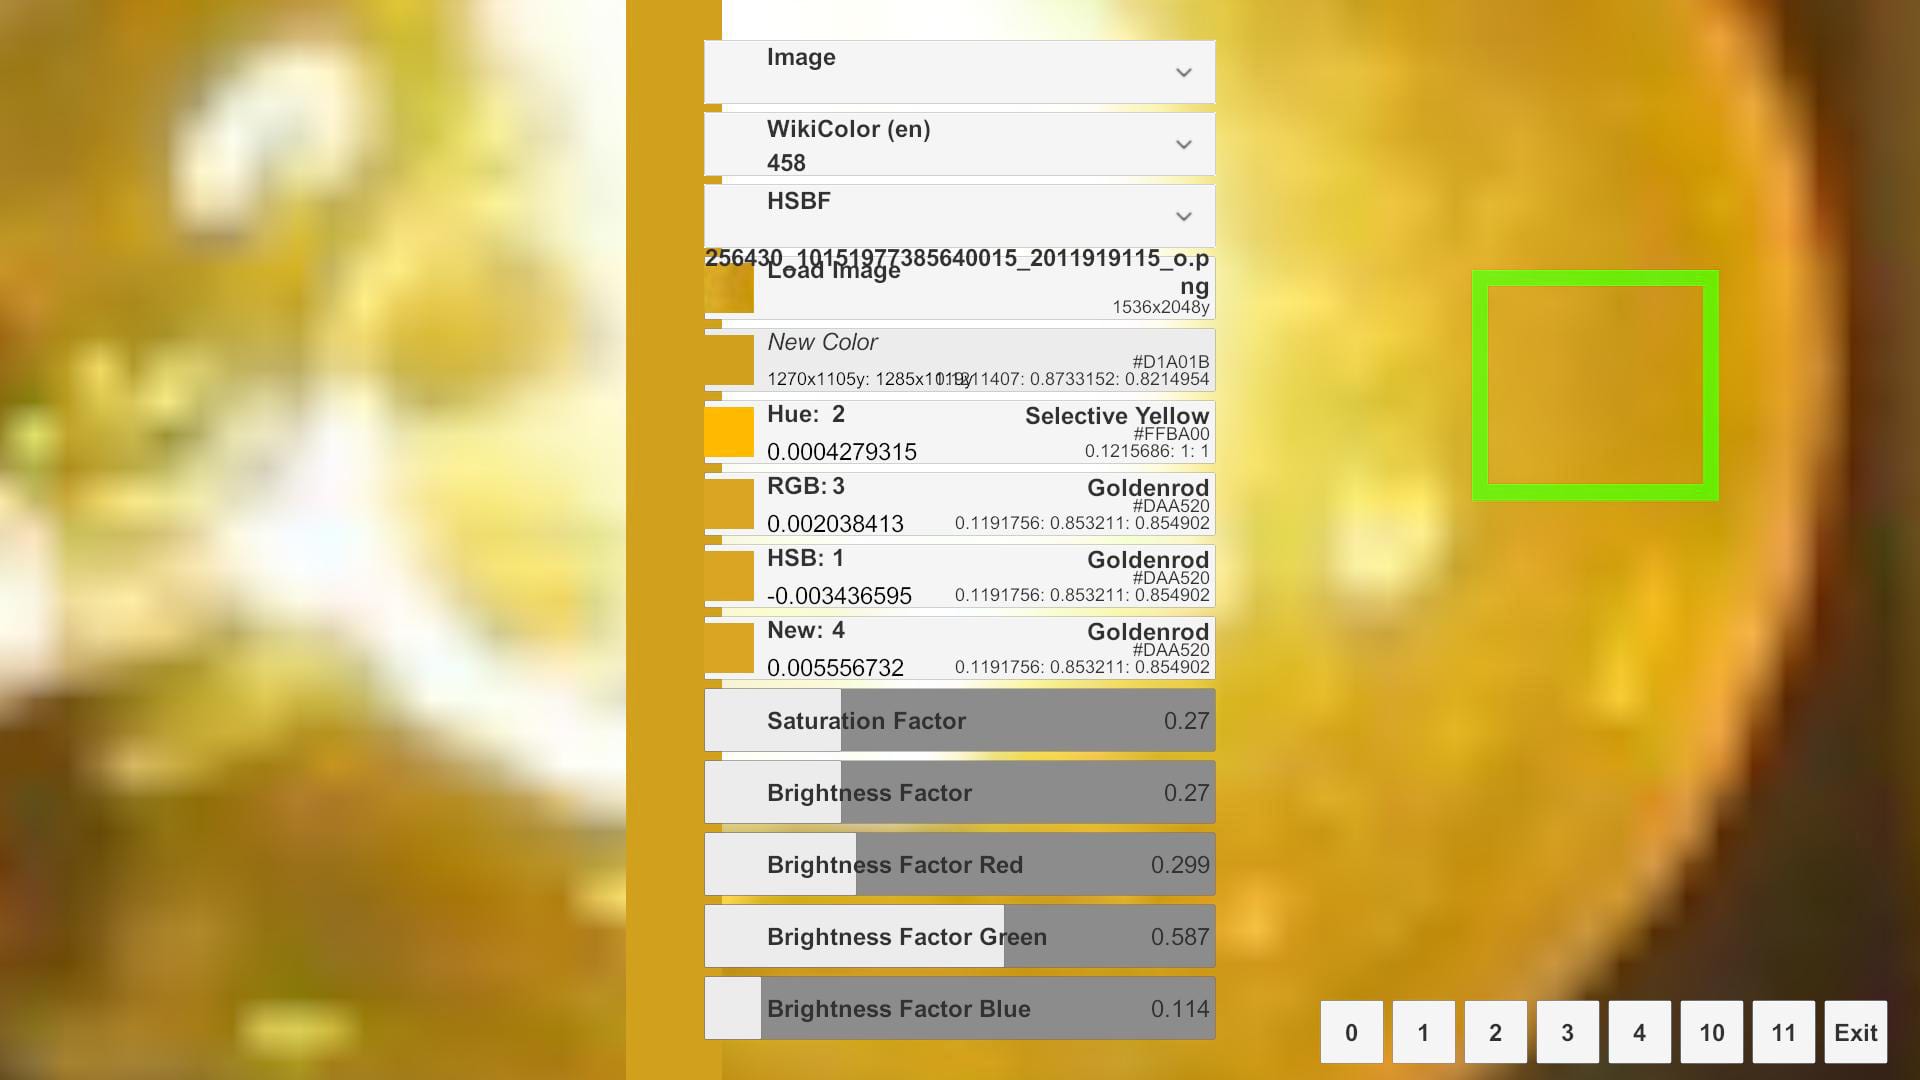 Image
WikiColor (en)
458
HSBF
256430_10151977385640015_2011919115_o.p
ng
Load Image
1536x2048y
New Color
#D1A01B
1270x1105y: 1285x1119y
: 0.8733152: 0.8214954
Hue: 2
Selective Yellow
#FFBA00
0.0004279315
0.1215686: 1: 1
RGB: 3
Goldenrod
#DAA520
0.002038413
0.1191756: 0.853211: 0.854902
HSB: 1
Goldenrod
#DAA520
-0.003436595
0.1191756: 0.853211: 0.854902
New: 4
Goldenrod
#DAA520
0.005556732
0.1191756: 0.853211: 0.854902
Saturation Factor 0.27
Brightness Factor 0.27
Brightness Factor Red 0.299
Brightness Factor Green 0.587
Brightness Factor Blue 0.114
0 1 2 3 4 10 11 Exit